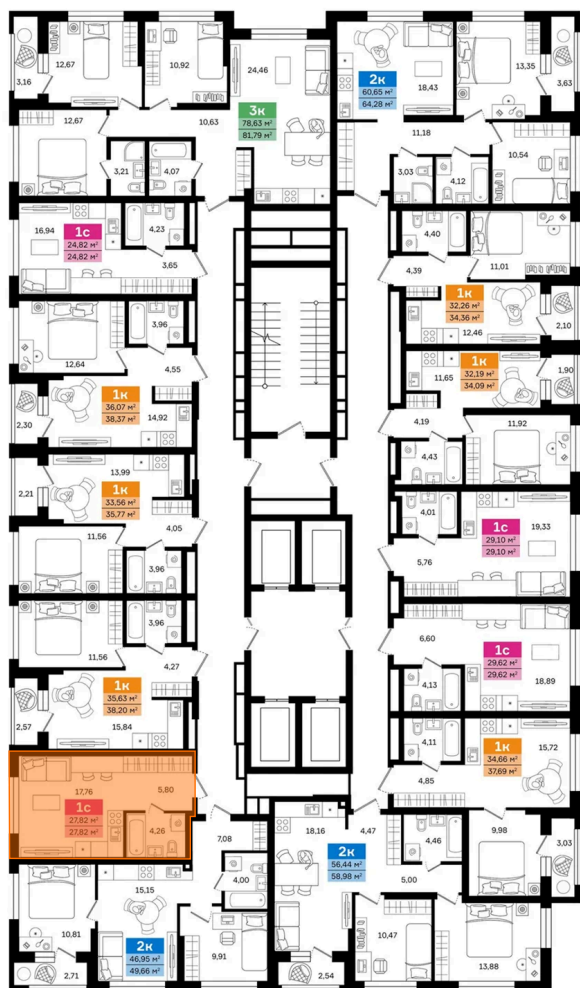 3,16
12,67
10,92
24,46
3к
78,63 м²
81,79 м²
12,67
10,63
3,21
4,07
2к
60,65 м²
64,28 м²
18,43
13,35
3,63
11,18
3,03
4,12
10,54
16,94
1с
24,82 м²
24,82 м²
4,23
3,65
4,40
4,39
11,01
1к
32,26 м²
34,36 м²
12,46
2,10
12,64
3,96
4,55
1к
36,07 м²
38,37 м²
14,92
2,30
11,65
1к
32,19 м²
34,09 м²
1,90
4,19
4,43
11,92
2,21
13,99
1к
33,56 м²
35,77 м²
4,05
11,56
3,96
4,01
1с
29,10 м²
29,10 м²
19,33
5,76
3,96
11,56
4,27
1к
35,63 м²
38,20 м²
2,57
15,84
6,60
1с
29,62 м²
29,62 м²
4,13
18,89
4,11
1к
34,66 м²
37,69 м²
15,72
4,85
17,76
5,80
1с
27,82 м²
27,82 м²
4,26
7,08
4,00
15,15
10,81
2к
46,95 м²
49,66 м²
2,71
9,91
18,16
4,47
2к
56,44 м²
58,98 м²
4,46
5,00
9,98
3,03
10,47
2,54
13,88